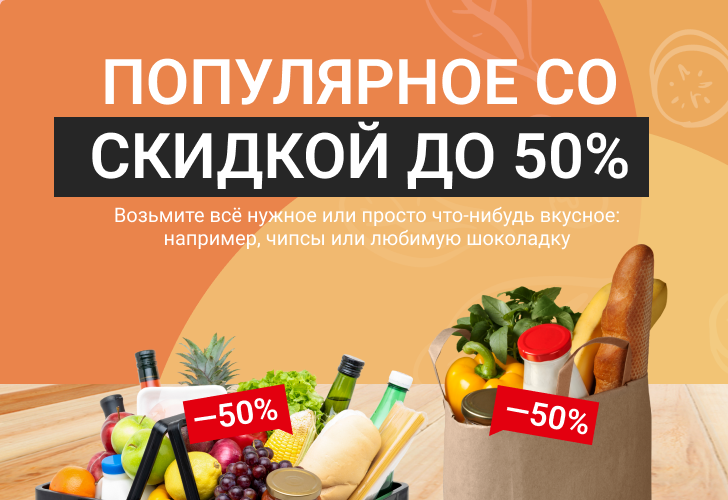 ПОПУЛЯРНОЕ СО
СКИДКОЙ ДО 50%
Возьмите всё нужное или просто что-нибудь вкусное:
например, чипсы или любимую шоколадку
–50%
–50%